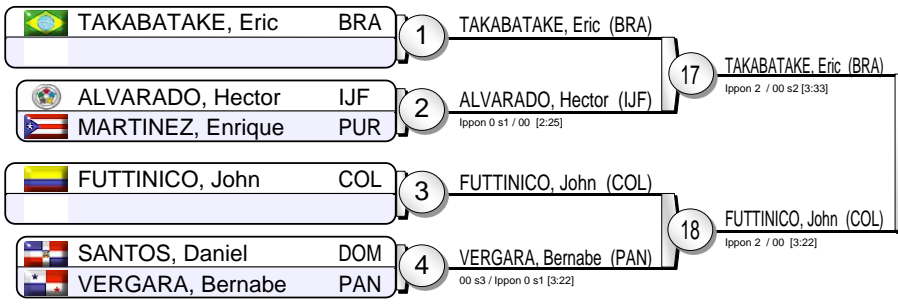 TAKABATAKE, Eric BRA
1
TAKABATAKE, Eric (BRA)
17
TAKABATAKE, Eric (BRA)
Ippon 2 / 00 s2 [3:33]
ALVARADO, Hector IJF
MARTINEZ, Enrique PUR
2
ALVARADO, Hector (IJF)
Ippon 0 s1 / 00 [2:25]
FUTTINICO, John COL
3
FUTTINICO, John (COL)
18
FUTTINICO, John (COL)
Ippon 2 / 00 [3:22]
SANTOS, Daniel DOM
VERGARA, Bernabe PAN
4
VERGARA, Bernabe (PAN)
00 s3 / Ippon 0 s1 [3:22]